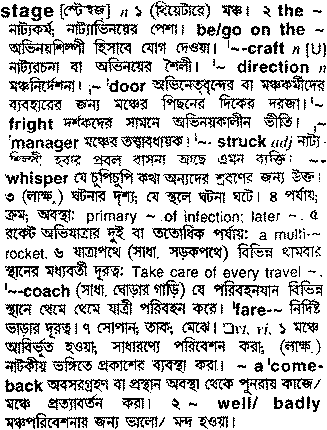 stage [স্টেইজ] n ১ (থিয়েটারে) মঞ্চ। ২ the ~
নাট্যকর্ম; নাট্যাভিনয়ের পেশা। be/go on the ~
অভিনয়শিল্পী হিসাবে যোগ দেওয়া। '~-craft n [U]
নাট্যরচনা বা অভিনয়ের শৈলী। '~ direction n
মঞ্চনির্দেশনা। ,~'door অভিনেতৃবৃন্দের বা মঞ্চকর্মীদের
ব্যবহারের জন্য মঞ্চের পিছনের দিকের দরজা। '~
fright দর্শকদের সামনে অভিনয়কালীন ভীতি। ,~
'manager মঞ্চের তত্ত্বাবধায়ক। '~ struck adj নাট্য-
শিল্পী হবার প্রবল বাসনা আছে এমন ব্যক্তি। '~-
whisper যে চুপিচুপি কথা অন্যদের শ্রবণের জন্য উক্ত।
৩ (লাক্ষ.) ঘটনার দৃশ্য; যে স্থলে ঘটনা ঘটে। ৪ পর্যায়;
ক্রম; অবস্থা: primary ~ of infection; later ~. ৫
রকেট অভিযাত্রার দুই বা ততোধিক পর্যায়: a multi-~
rocket. ৬ যাত্রাপথে (সাধা. সড়কপথে) বিভিন্ন থামবার
স্থানের মধ্যবর্তী দূরত্ব: Take care of every travel ~.
'~-coach (সাধা. ঘোড়ার গাড়ি) যে পরিবহনযান বিভিন্ন
স্থানে থেমে থেমে যাত্রী পরিবহন করে। 'fare-~ নির্দিষ্ট
ভাড়ার দূরত্ব। ৭ সোপান; তাক; মেঝে। □vt, vi, ১ মঞ্চে
আবির্ভূত হওয়া; সাধারণ্যে পরিবেশন করা; (লাক্ষ.)
নাটকীয় ভঙ্গিতে প্রকাশের ব্যবস্থা করা। ~ a 'come-
back অবসরগ্রহণ বা প্রস্থান অবস্থা থেকে পুনরায় কাজে/
মঞ্চে প্রত্যাবর্তন করা। ২ ~ well/ badly
মঞ্চপরিবেশনার জন্য ভালো/ মন্দ হওয়া।